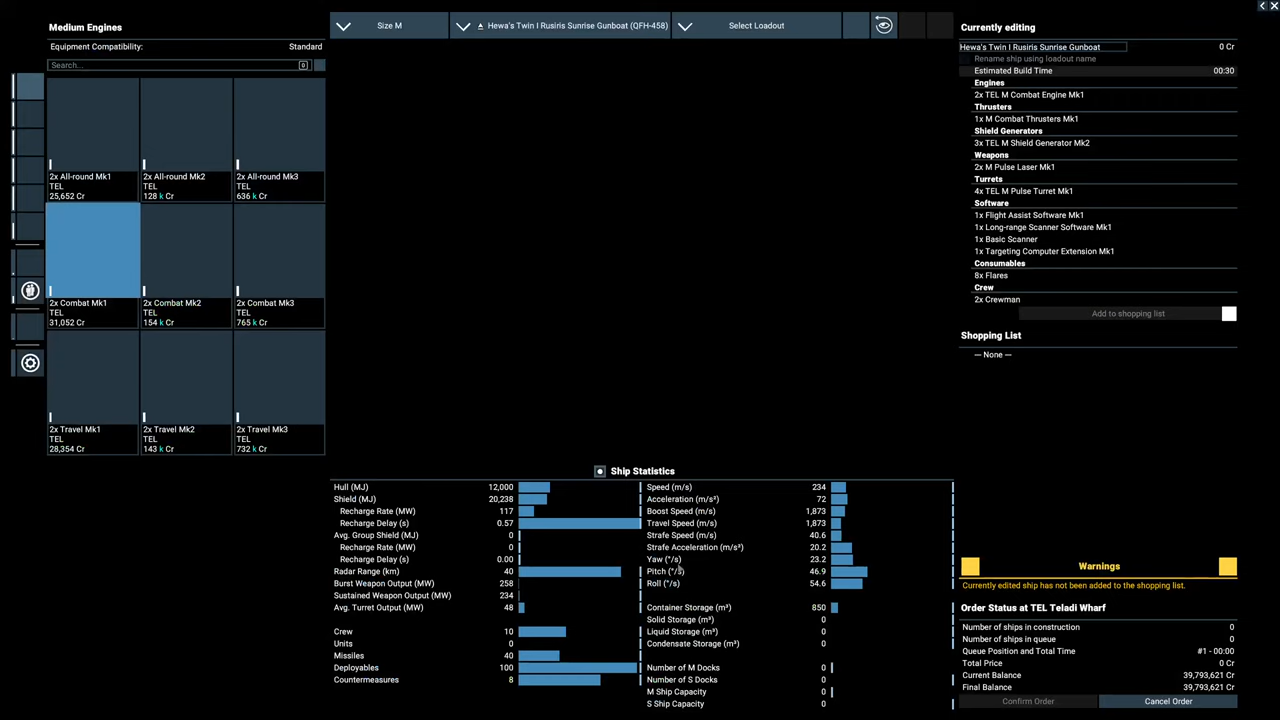 Medium Engines
Equipment Compatibility: Standard
Search...
0
2x All-round Mk1
TEL
25,652 Cr
2x All-round Mk2
TEL
128 k Cr
2x All-round Mk3
TEL
636 k Cr
2x Combat Mk1
TEL
31,052 Cr
2x Combat Mk2
TEL
154 k Cr
2x Combat Mk3
TEL
765 k Cr
2x Travel Mk1
TEL
28,354 Cr
2x Travel Mk2
TEL
143 k Cr
2x Travel Mk3
TEL
732 k Cr
Size M
Hewa's Twin I Rusiris Sunrise Gunboat (QFH-458)
Select Loadout
Ship Statistics
Hull (MJ) 12,000
Shield (MJ) 20,238
Recharge Rate (MW) 117
Recharge Delay (s) 0.57
Avg. Group Shield (MJ) 0
Recharge Rate (MW) 0
Recharge Delay (s) 0.00
Radar Range (km) 40
Burst Weapon Output (MW) 258
Sustained Weapon Output (MW) 234
Avg. Turret Output (MW) 48
Crew 10
Units 0
Missiles 40
Deployables 100
Countermeasures 8
Speed (m/s) 234
Acceleration (m/s²) 72
Boost Speed (m/s) 1,873
Travel Speed (m/s) 1,873
Strafe Speed (m/s) 40.6
Strafe Acceleration (m/s²) 20.2
Yaw (°/s) 23.2
Pitch (°/s) 46.9
Roll (°/s) 54.6
Container Storage (m³) 850
Solid Storage (m³) 0
Liquid Storage (m³) 0
Condensate Storage (m³) 0
Number of M Docks 0
Number of S Docks 0
M Ship Capacity 0
S Ship Capacity 0
Currently editing
Hewa's Twin I Rusiris Sunrise Gunboat 0 Cr
Rename ship using loadout name
Estimated Build Time 00:30
Engines
2x TEL M Combat Engine Mk1
Thrusters
1x M Combat Thrusters Mk1
Shield Generators
3x TEL M Shield Generator Mk2
Weapons
2x M Pulse Laser Mk1
Turrets
4x TEL M Pulse Turret Mk1
Software
1x Flight Assist Software Mk1
1x Long-range Scanner Software Mk1
1x Basic Scanner
1x Targeting Computer Extension Mk1
Consumables
8x Flares
Crew
2x Crewman
Add to shopping list
Shopping List
— None —
Warnings
Currently edited ship has not been added to the shopping list.
Order Status at TEL Teladi Wharf
Number of ships in construction 0
Number of ships in queue 0
Queue Position and Total Time #1 - 00:00
Total Price 0 Cr
Current Balance 39,793,621 Cr
Final Balance 39,793,621 Cr
Confirm Order
Cancel Order